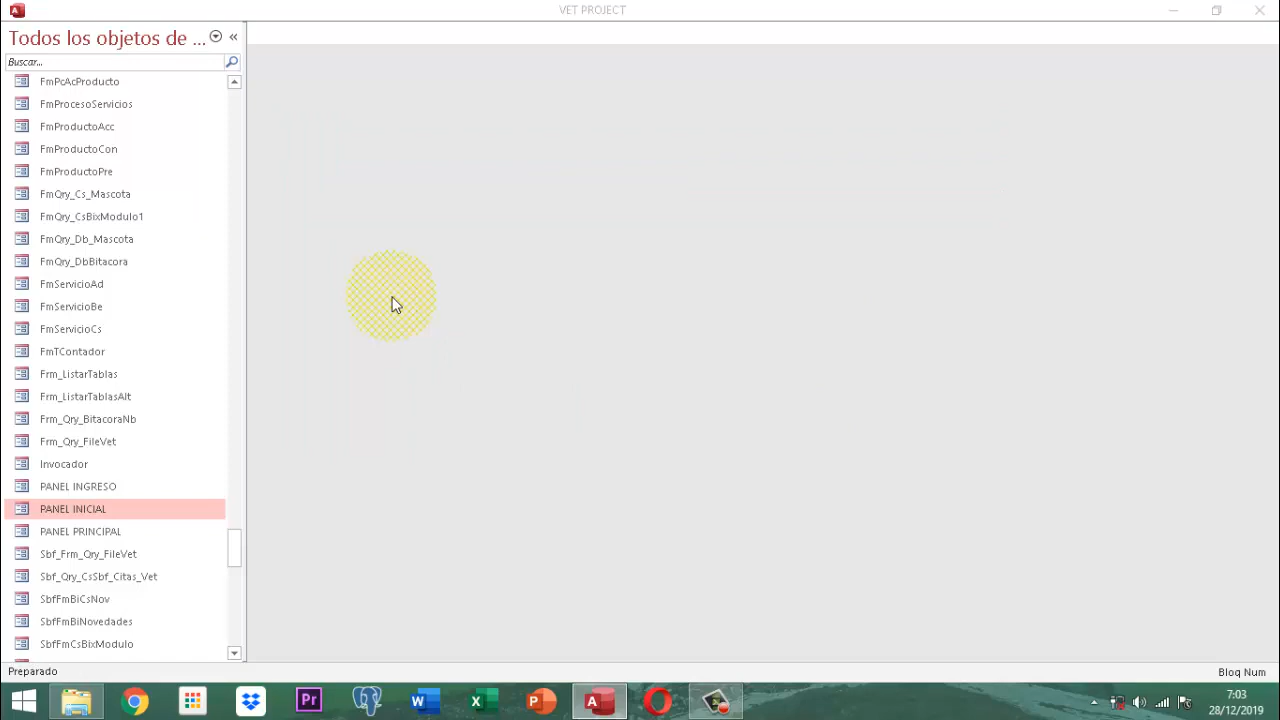 VET PROJECT
Todos los objetos de ...
Buscar...
FmPcAcProducto
FmProcesoServicios
FmProductoAcc
FmProductoCon
FmProductoPre
FmQry_Cs_Mascota
FmQry_CsBixModulo1
FmQry_Db_Mascota
FmQry_DbBitacora
FmServicioAd
FmServicioBe
FmServicioCs
FmTContador
Frm_ListarTablas
Frm_ListarTablasAlt
Frm_Qry_BitacoraNb
Frm_Qry_FileVet
Invocador
PANEL INGRESO
PANEL INICIAL
PANEL PRINCIPAL
Sbf_Frm_Qry_FileVet
Sbf_Qry_CsSbf_Citas_Vet
SbfFmBiCsNov
SbfFmBiNovedades
SbfFmCsBixModulo
Preparado
Bloq Num
7:03
28/12/2019